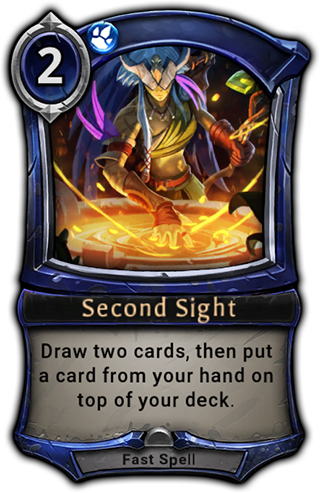 2
Second Sight
Draw two cards, then put
a card from your hand on
top of your deck.
Fast Spell